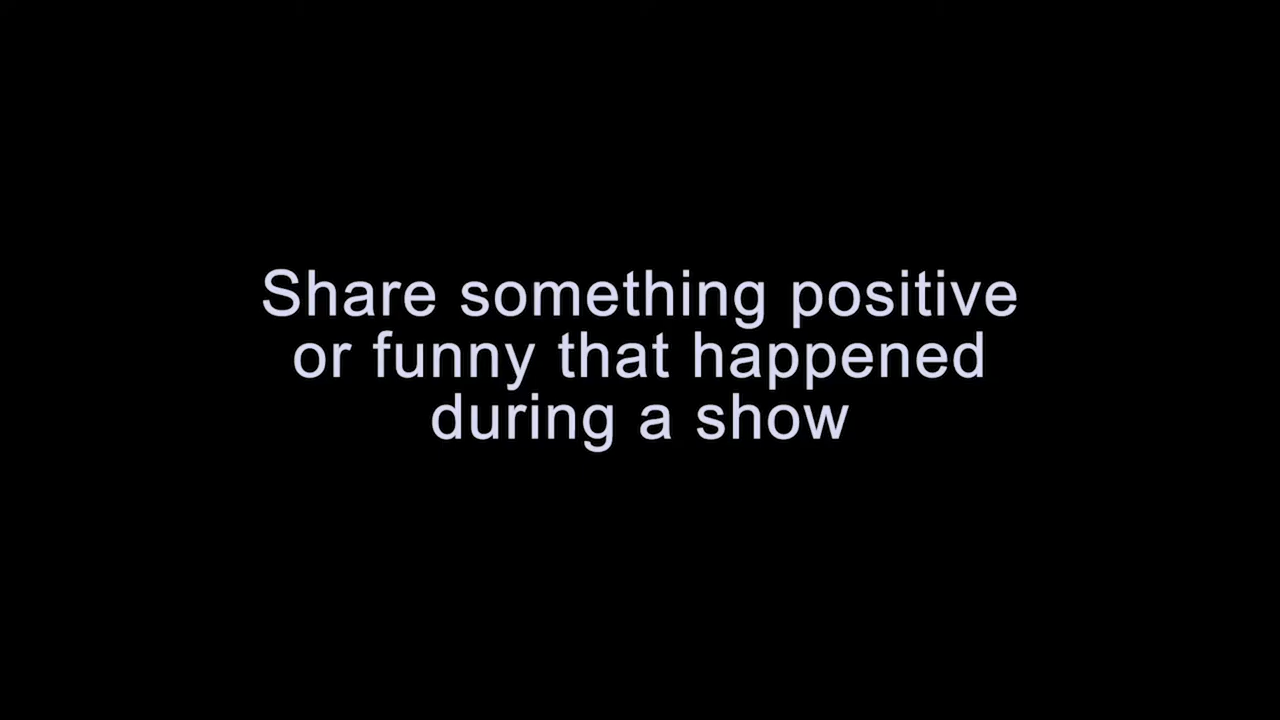 Share something positive
or funny that happened
during a show